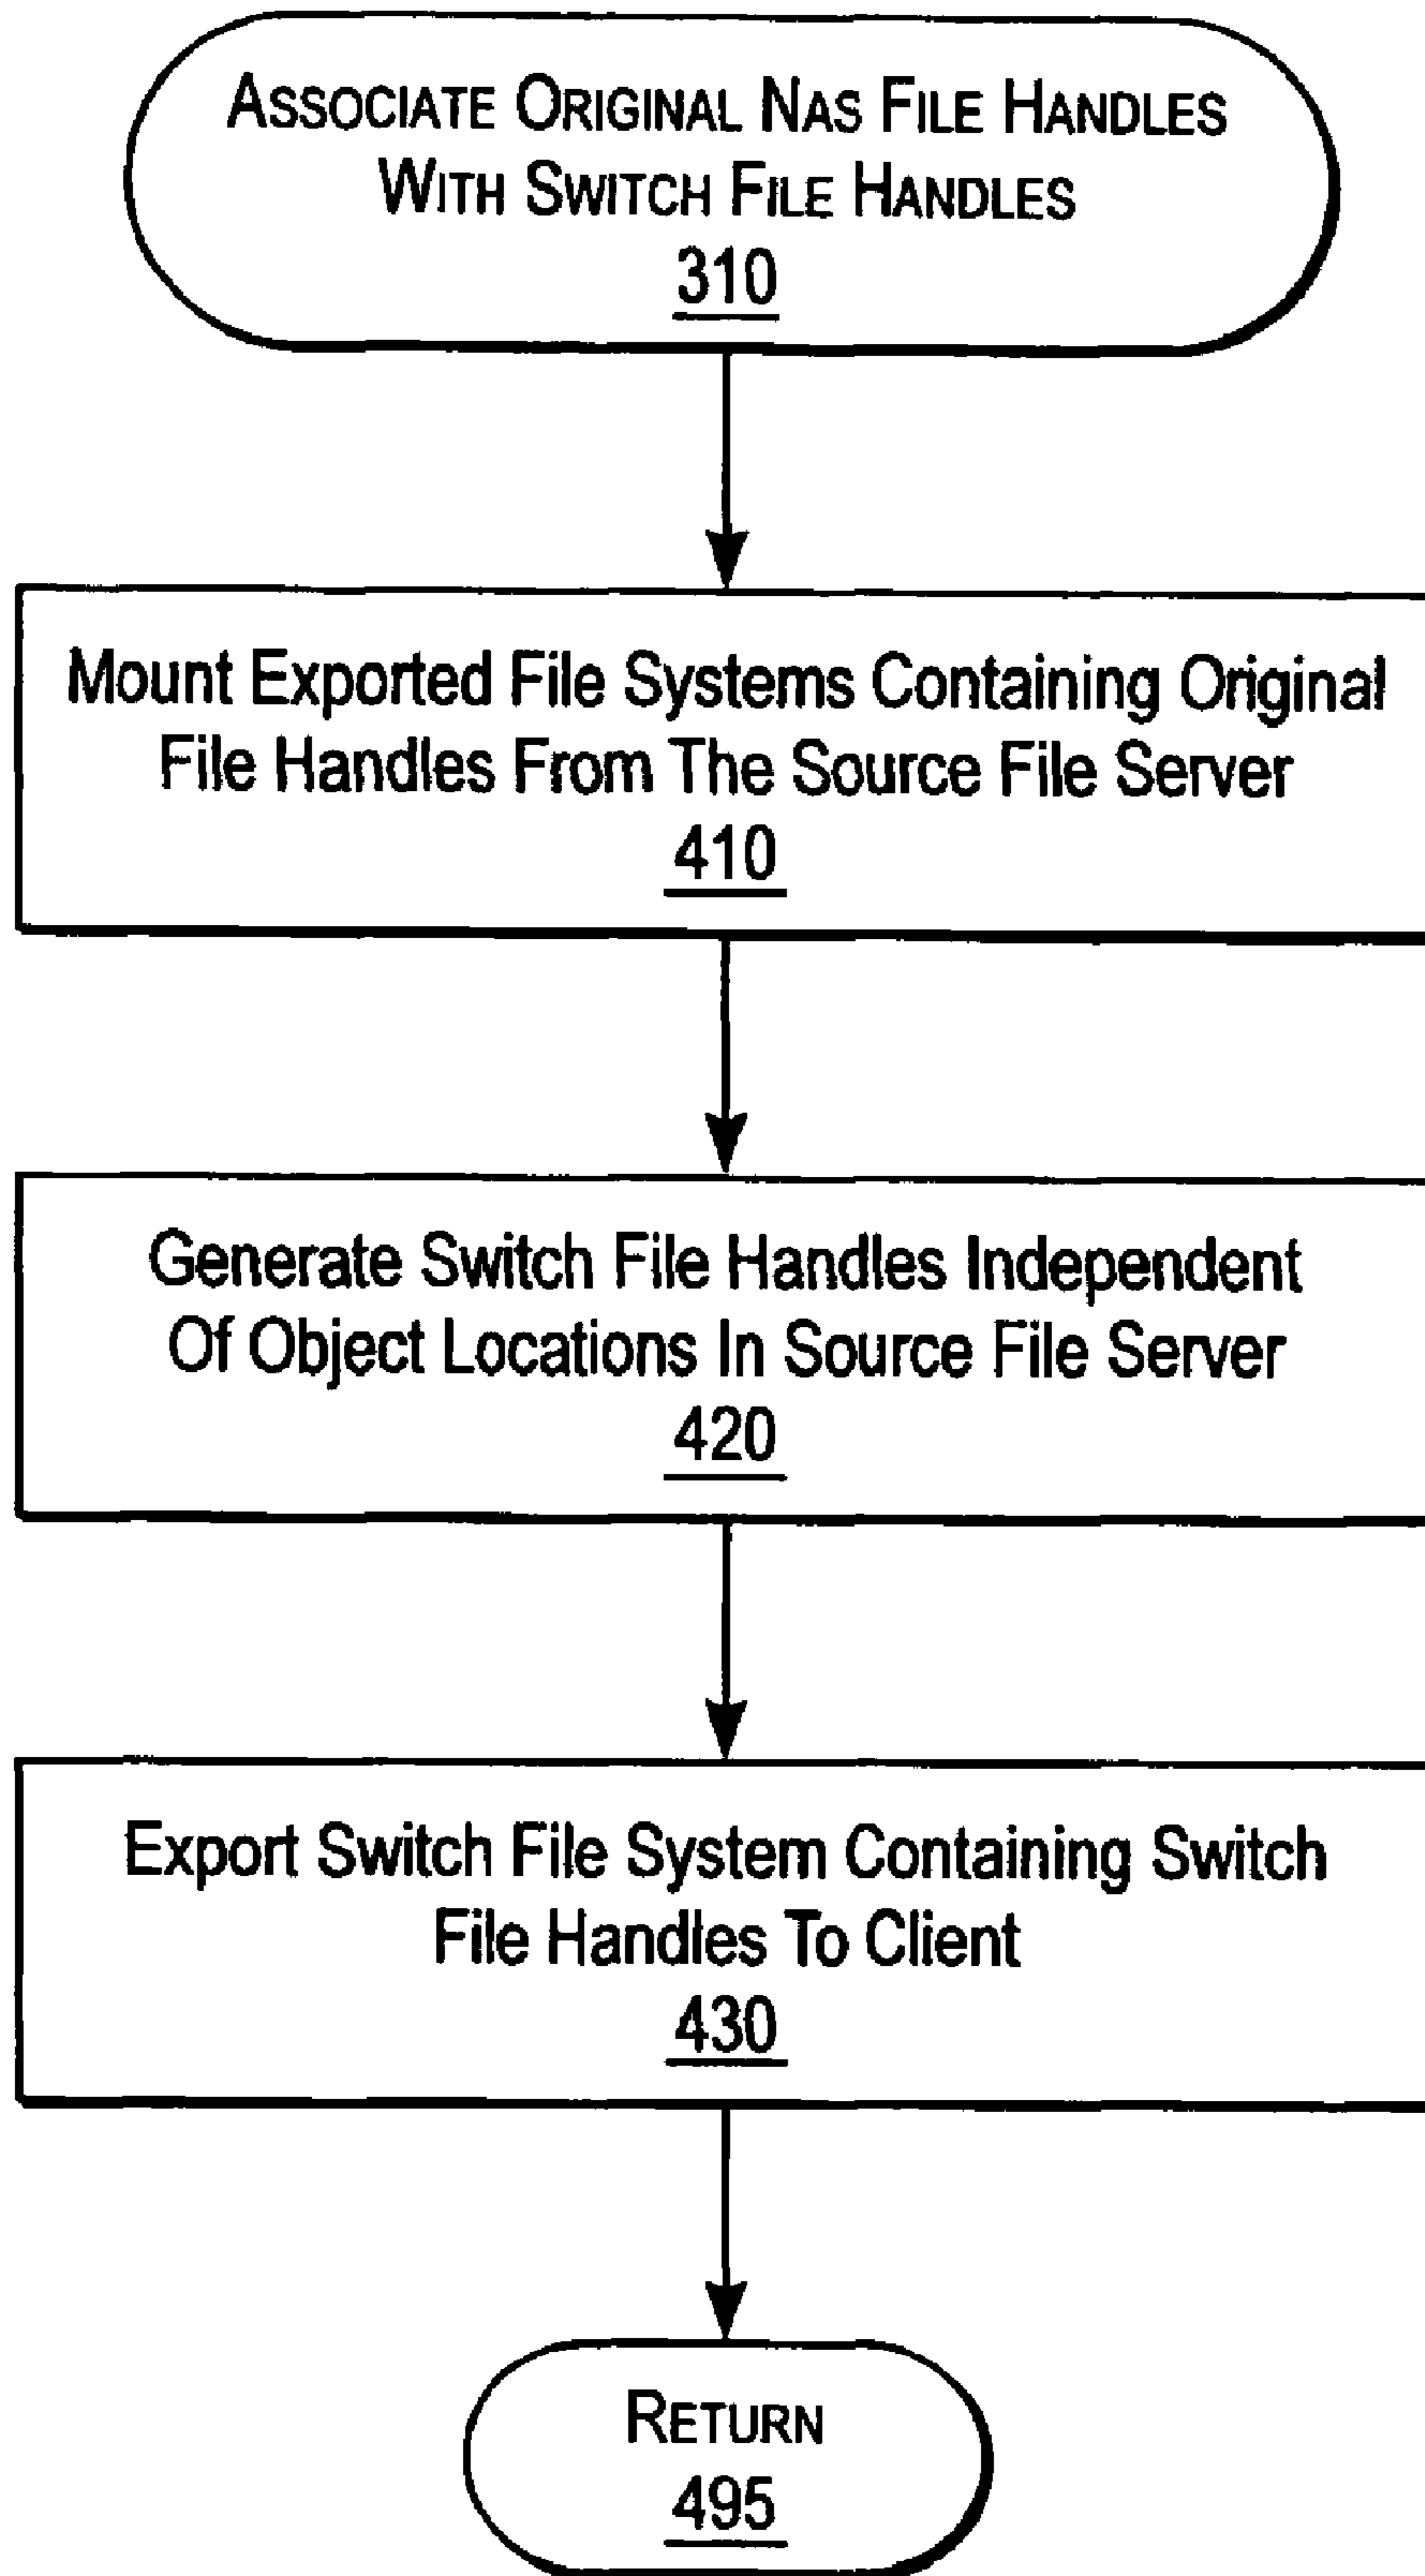 ASSOCIATE ORIGINAL NAS FILE HANDLES
WITH SWITCH FILE HANDLES
310
Mount Exported File Systems Containing Original
File Handles From The Source File Server
410
Generate Switch File Handles Independent
Of Object Locations In Source File Server
420
Export Switch File System Containing Switch
File Handles To Client
430
RETURN
495